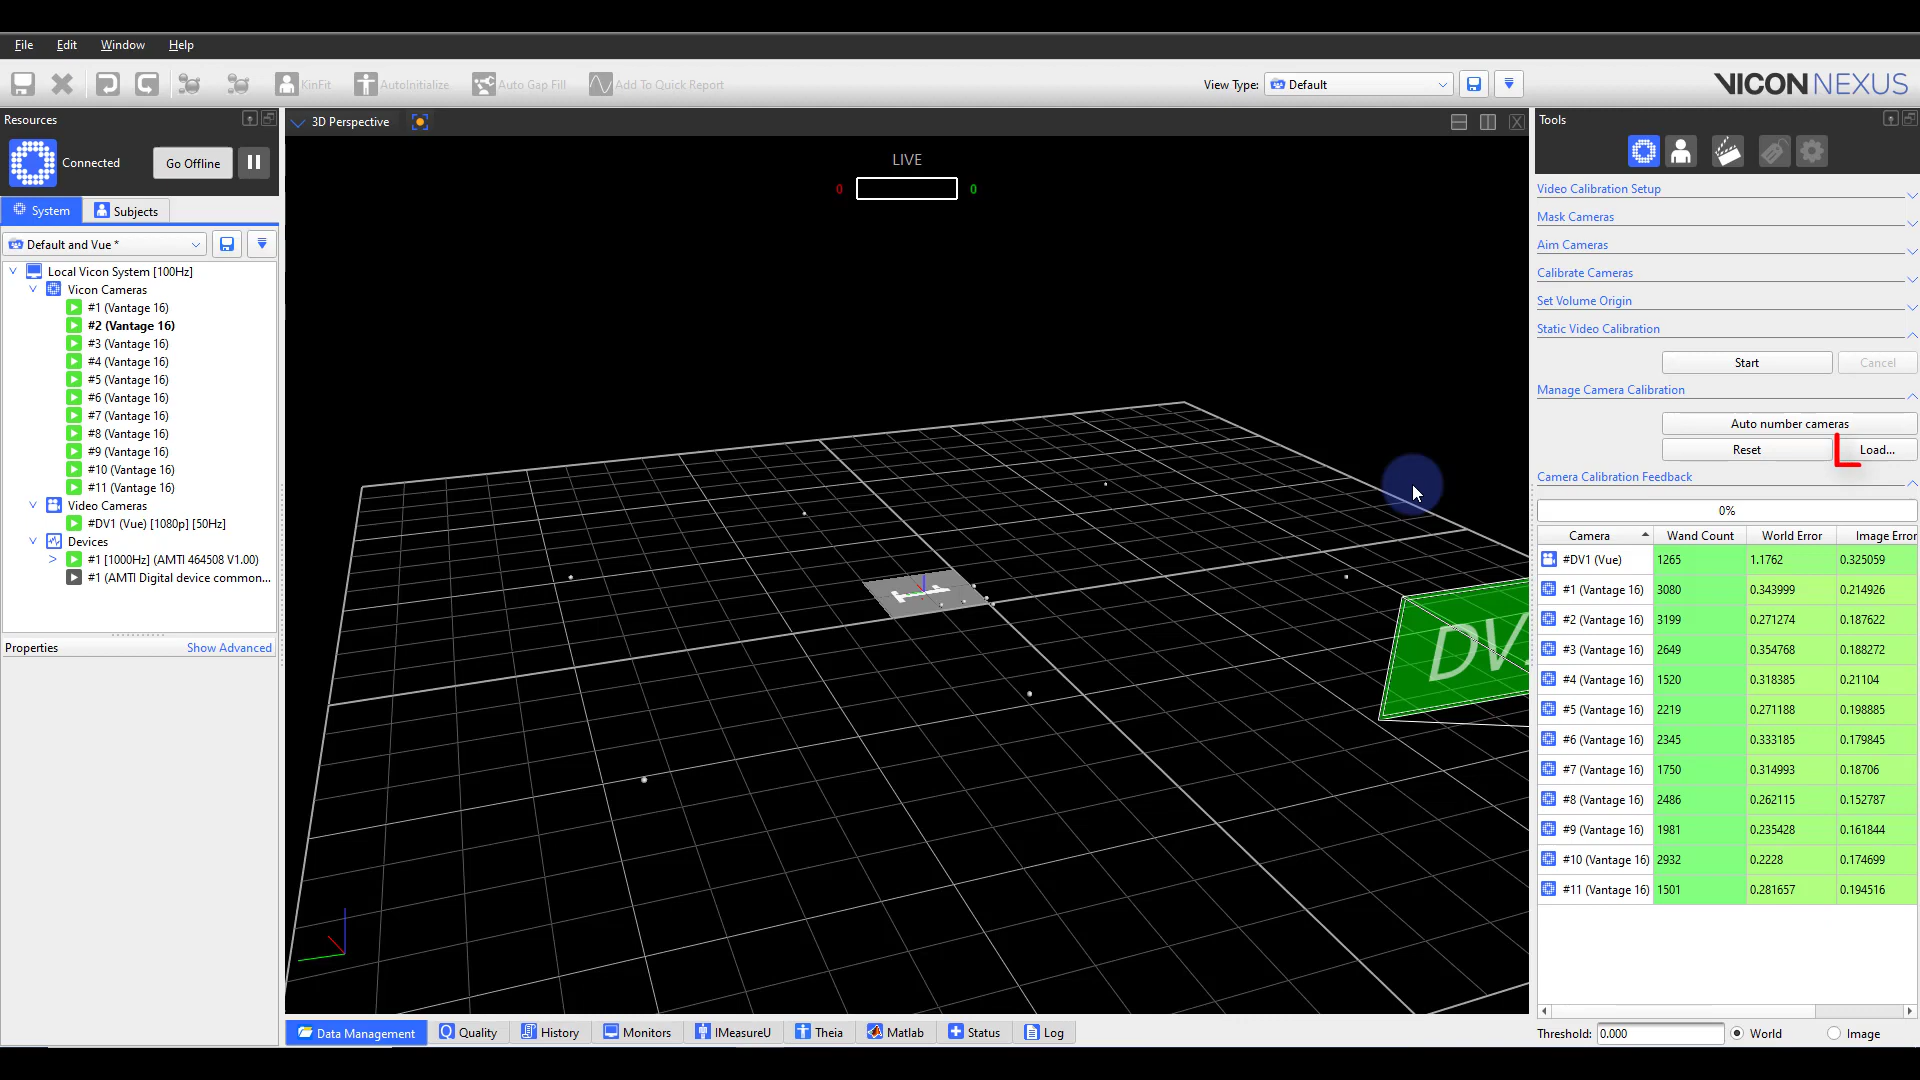 File Edit Window Help
KinFit AutoInitialize. Auto Gap Fill Add To Quick Report View Type: Default VICON NEXUS
Resources
Connected Go Offline
System Subjects
Default and Vue *
Local Vicon System [100Hz]
Vicon Cameras
#1 (Vantage 16)
#2 (Vantage 16)
#3 (Vantage 16)
#4 (Vantage 16)
#5 (Vantage 16)
#6 (Vantage 16)
#7 (Vantage 16)
#8 (Vantage 16)
#9 (Vantage 16)
#10 (Vantage 16)
#11 (Vantage 16)
Video Cameras
#DV1 (Vue) [1080p] [50Hz]
Devices
#1 [1000Hz] (AMTI 464508 V1.00)
#1 (AMTI Digital device common...
Properties Show Advanced
3D Perspective
LIVE
0 0
1
DV
Data Management Quality History Monitors IMeasureU Theia Matlab Status Log
Tools
Video Calibration Setup
Mask Cameras
Aim Cameras
Calibrate Cameras
Set Volume Origin
Static Video Calibration
Start Cancel
Manage Camera Calibration
Auto number cameras
Reset Load...
Camera Calibration Feedback
0%
Camera Wand Count World Error Image Error
#DV1 (Vue) 1265 1.1762 0.325059
#1 (Vantage 16) 3080 0.343999 0.214926
#2 (Vantage 16) 3199 0.271274 0.187622
#3 (Vantage 16) 2649 0.354768 0.188272
#4 (Vantage 16) 1520 0.318385 0.21104
#5 (Vantage 16) 2219 0.271188 0.198885
#6 (Vantage 16) 2345 0.333185 0.179845
#7 (Vantage 16) 1750 0.314993 0.18706
#8 (Vantage 16) 2486 0.262115 0.152787
#9 (Vantage 16) 1981 0.235428 0.161844
#10 (Vantage 16) 2932 0.2228 0.174699
#11 (Vantage 16) 1501 0.281657 0.194516
Threshold: 0.000 World Image